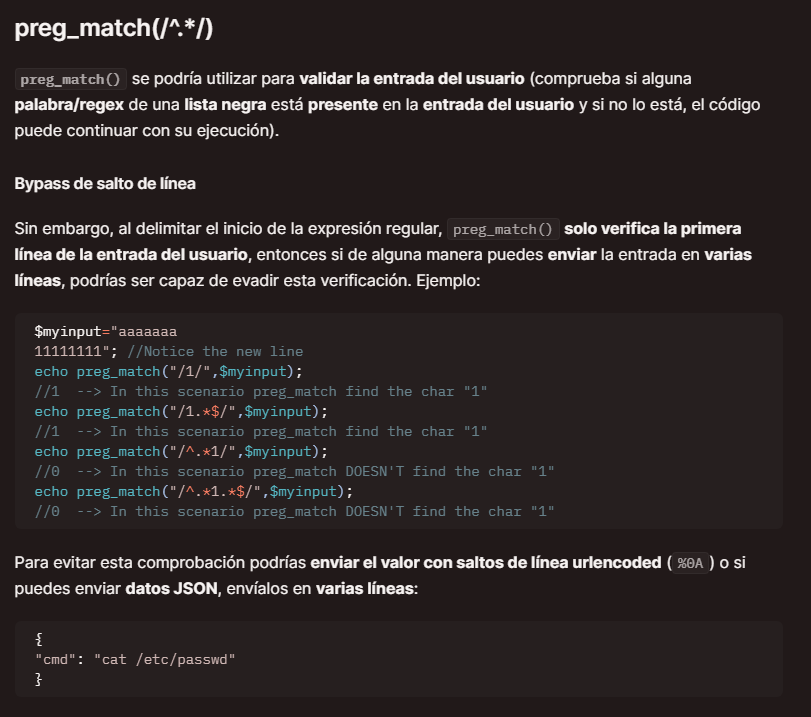 preg_match(/^.*/)
preg_match() se podría utilizar para validar la entrada del usuario (comprueba si alguna
palabra/regex de una lista negra está presente en la entrada del usuario y si no lo está, el código
puede continuar con su ejecución).
Bypass de salto de línea
Sin embargo, al delimitar el inicio de la expresión regular, preg_match() solo verifica la primera
línea de la entrada del usuario, entonces si de alguna manera puedes enviar la entrada en varias
líneas, podrías ser capaz de evadir esta verificación. Ejemplo:
$myinput="aaaaaaa
11111111"; //Notice the new line
echo preg_match("/1/",$myinput);
//1  --> In this scenario preg_match find the char "1"
echo preg_match("/1.*$/",$myinput);
//1  --> In this scenario preg_match find the char "1"
echo preg_match("/^.*1/",$myinput);
//0  --> In this scenario preg_match DOESN'T find the char "1"
echo preg_match("/^.*1.*$/",$myinput);
//0  --> In this scenario preg_match DOESN'T find the char "1"
Para evitar esta comprobación podrías enviar el valor con saltos de línea urlencoded (%0A) o si
puedes enviar datos JSON, envíalos en varias líneas:
{
"cmd": "cat /etc/passwd"
}